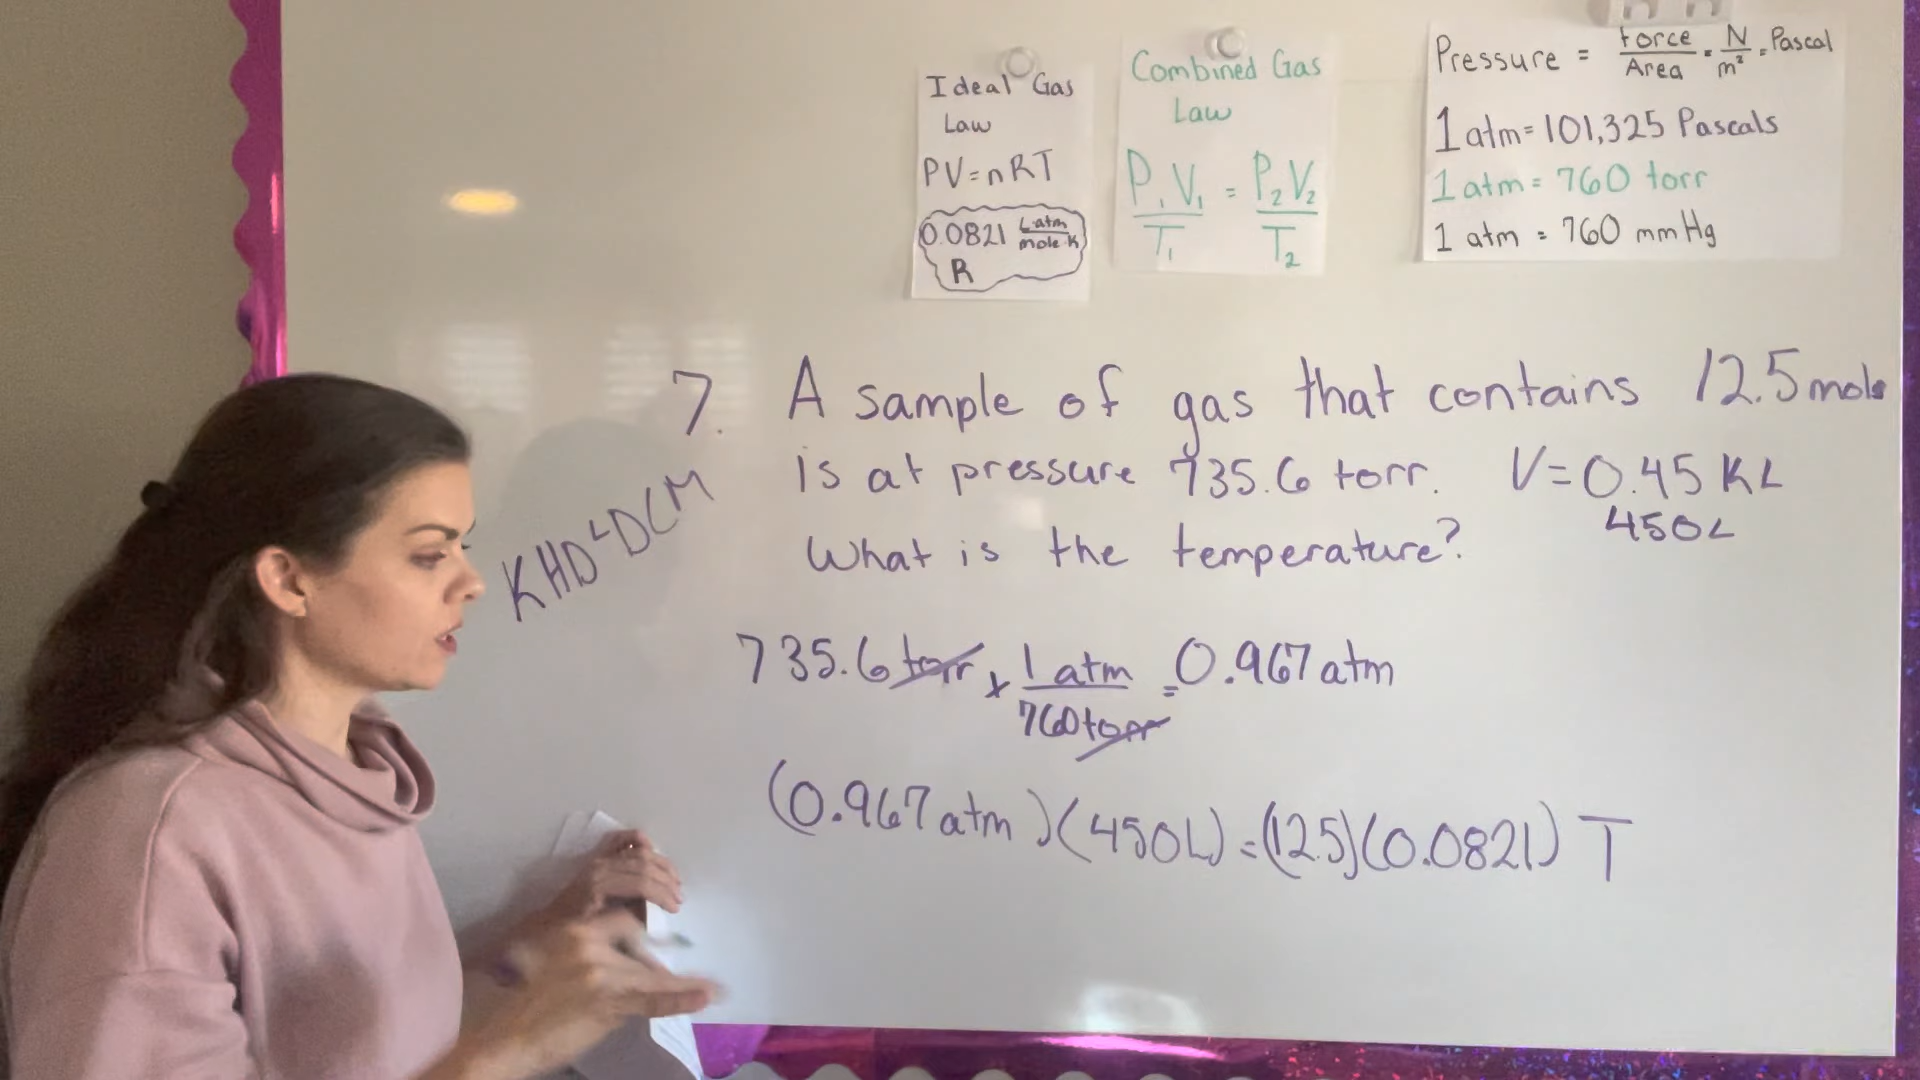 Ideal Gas
Law
PV=nRT
0.0821 L·atm/mole·K
R
Combined Gas
Law
P₁V₁/T₁ = P₂V₂/T₂
Pressure = Force/Area = N/m² = Pascal
1 atm = 101,325 Pascals
1 atm = 760 torr
1 atm = 760 mmHg
7. A sample of gas that contains 12.5 mols
is at pressure 735.6 torr. V=0.45 KL
450L
What is the temperature?
KHDLDCM
735.6 torr x 1 atm/760 torr = 0.967 atm
(0.967 atm)(450L)=(12.5)(0.0821) T